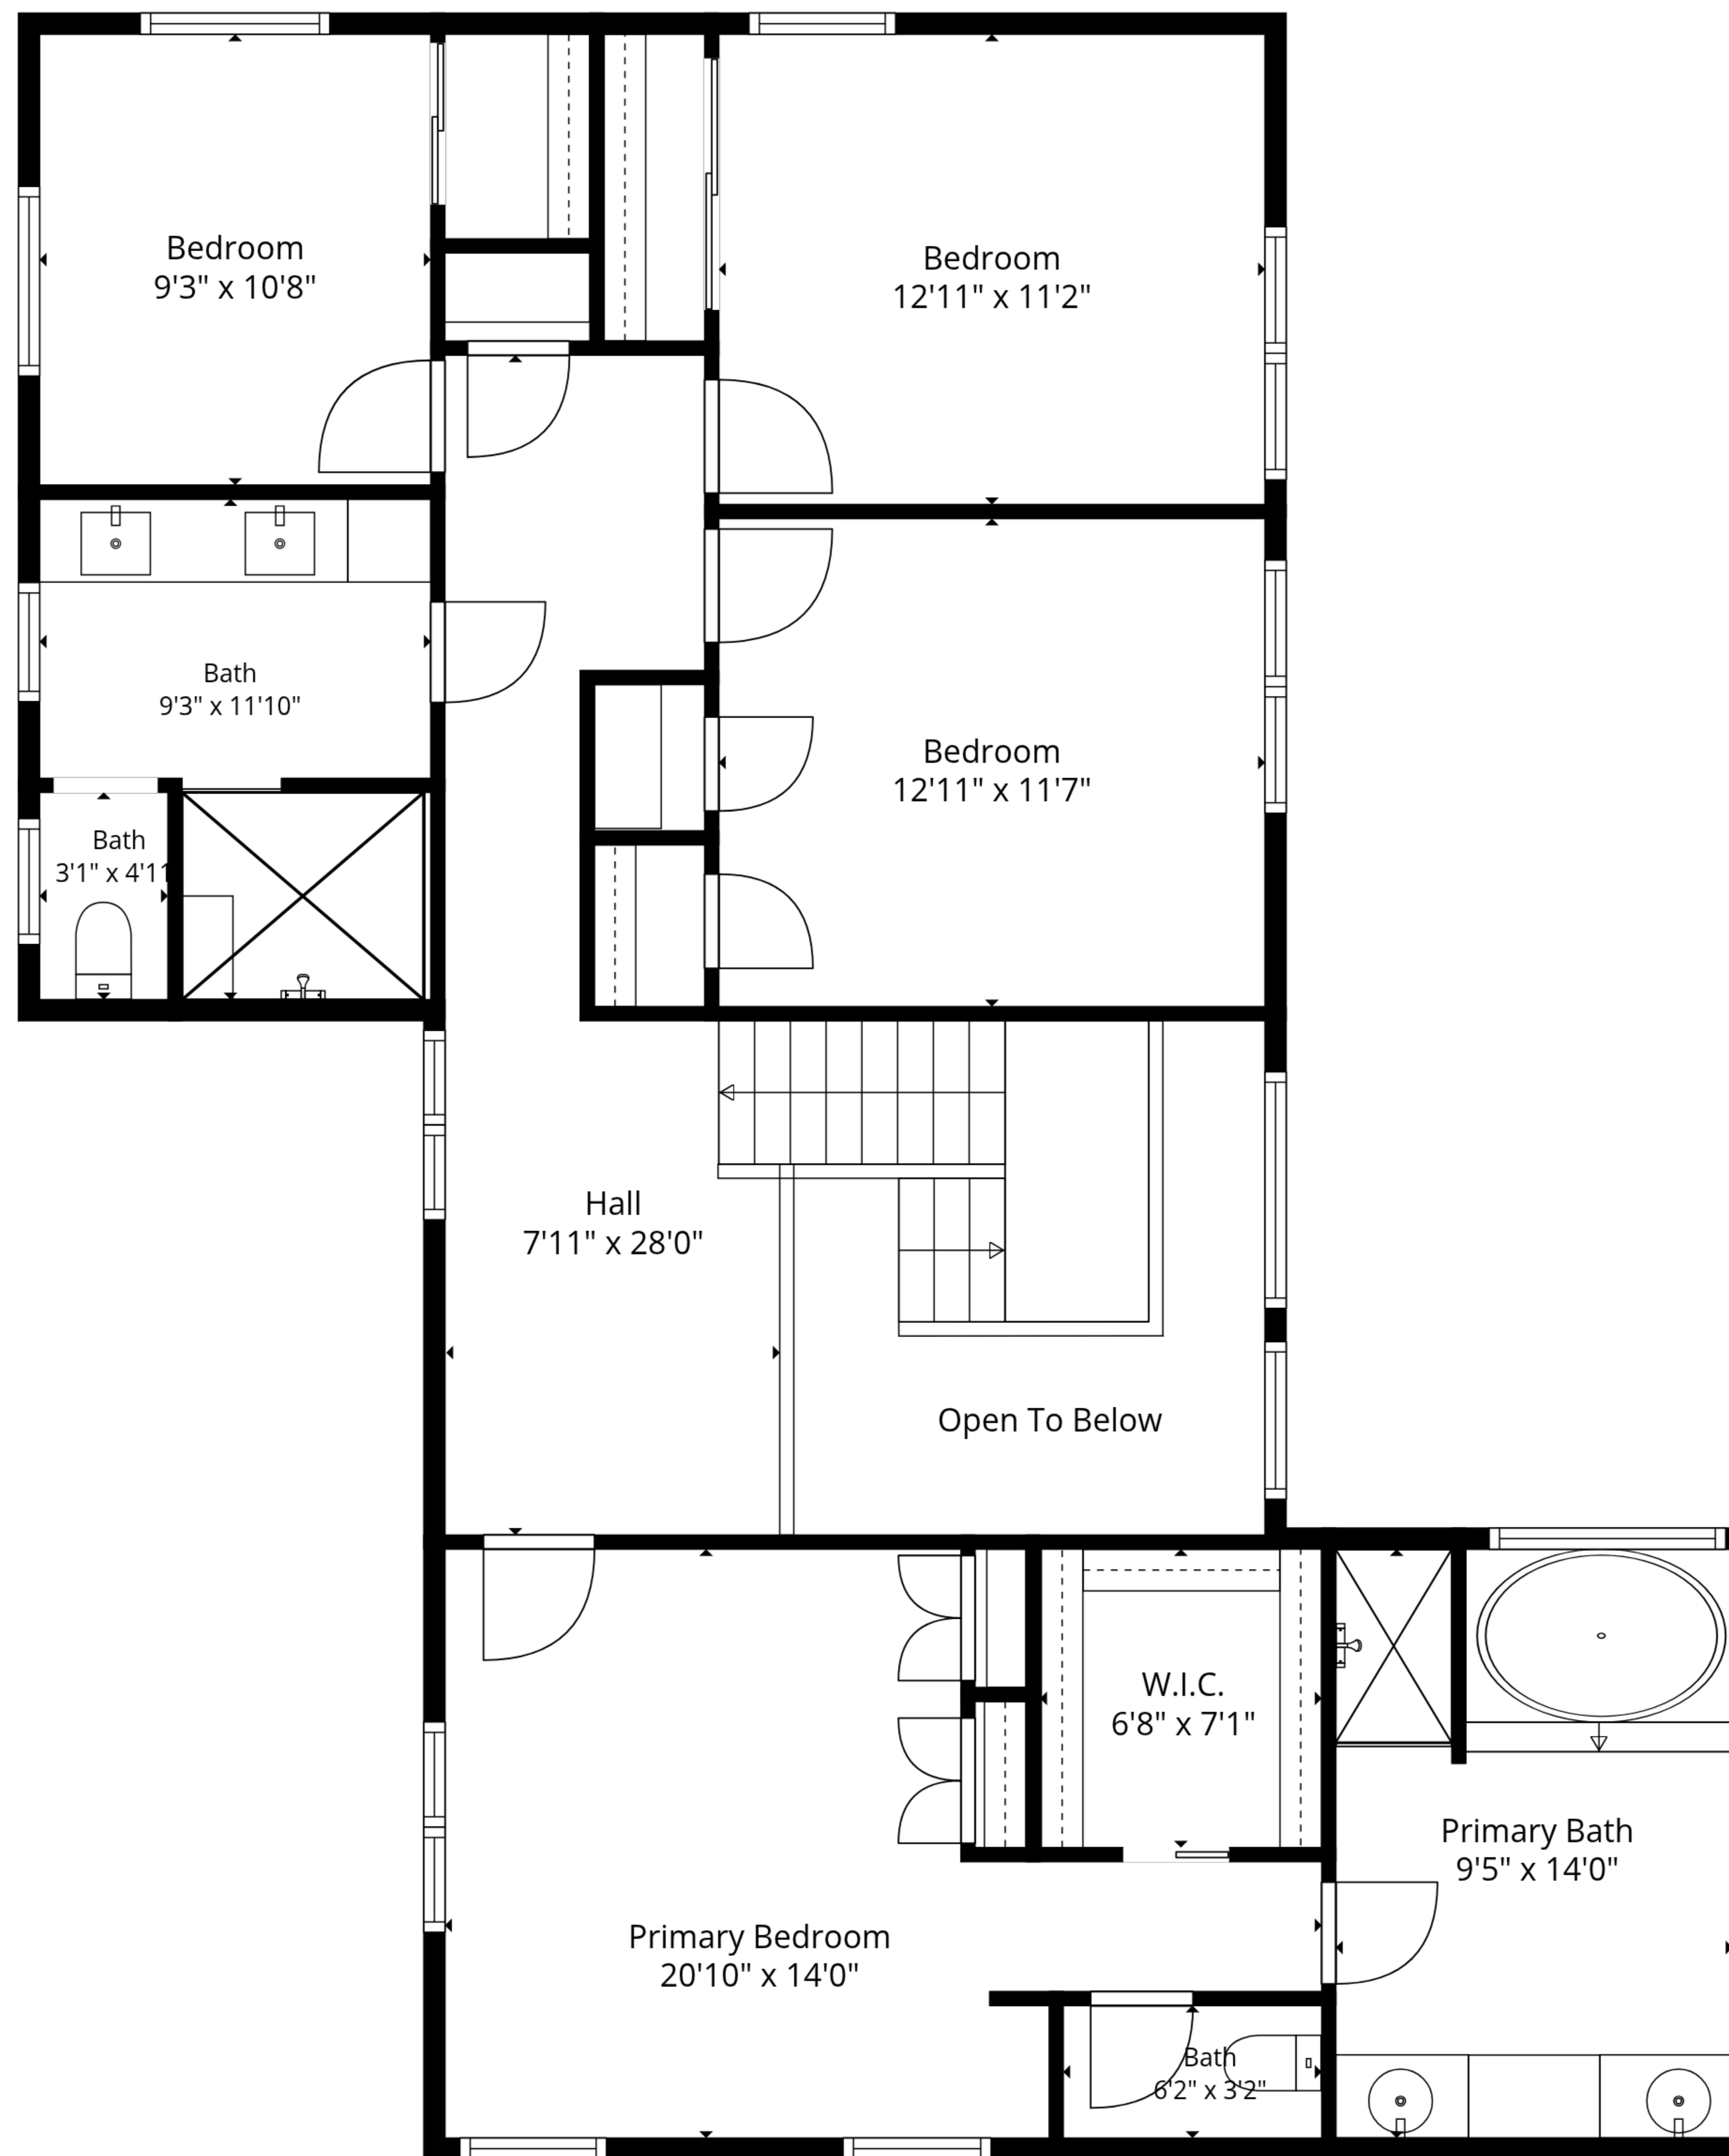 Bedroom
9'3" x 10'8"
Bedroom
12'11" x 11'2"
Bath
9'3" x 11'10"
Bedroom
12'11" x 11'7"
Bath
3'1" x 4'11
Hall
7'11" x 28'0"
Open To Below
W.I.C.
6'8" x 7'1"
Primary Bath
9'5" x 14'0"
Primary Bedroom
20'10" x 14'0"
Bath
6'2" x 3'2"